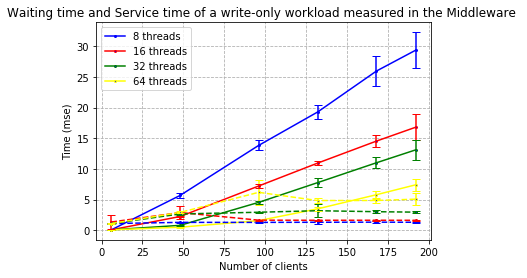 Waiting time and Service time of a write-only workload measured in the Middleware
8 threads
16 threads
32 threads
64 threads
Time (mse)
30
25
20
15
10
5
0
0 25 50 75 100 125 150 175 200
Number of clients